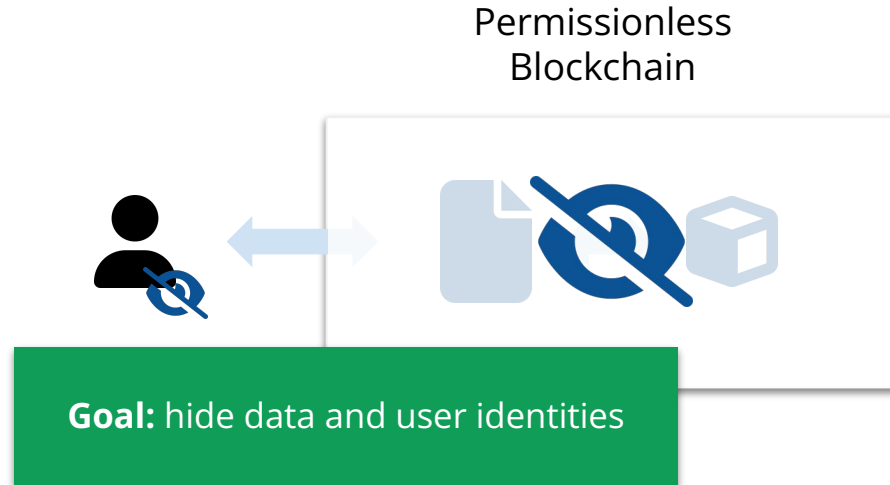 Permissionless
Blockchain
Goal: hide data and user identities